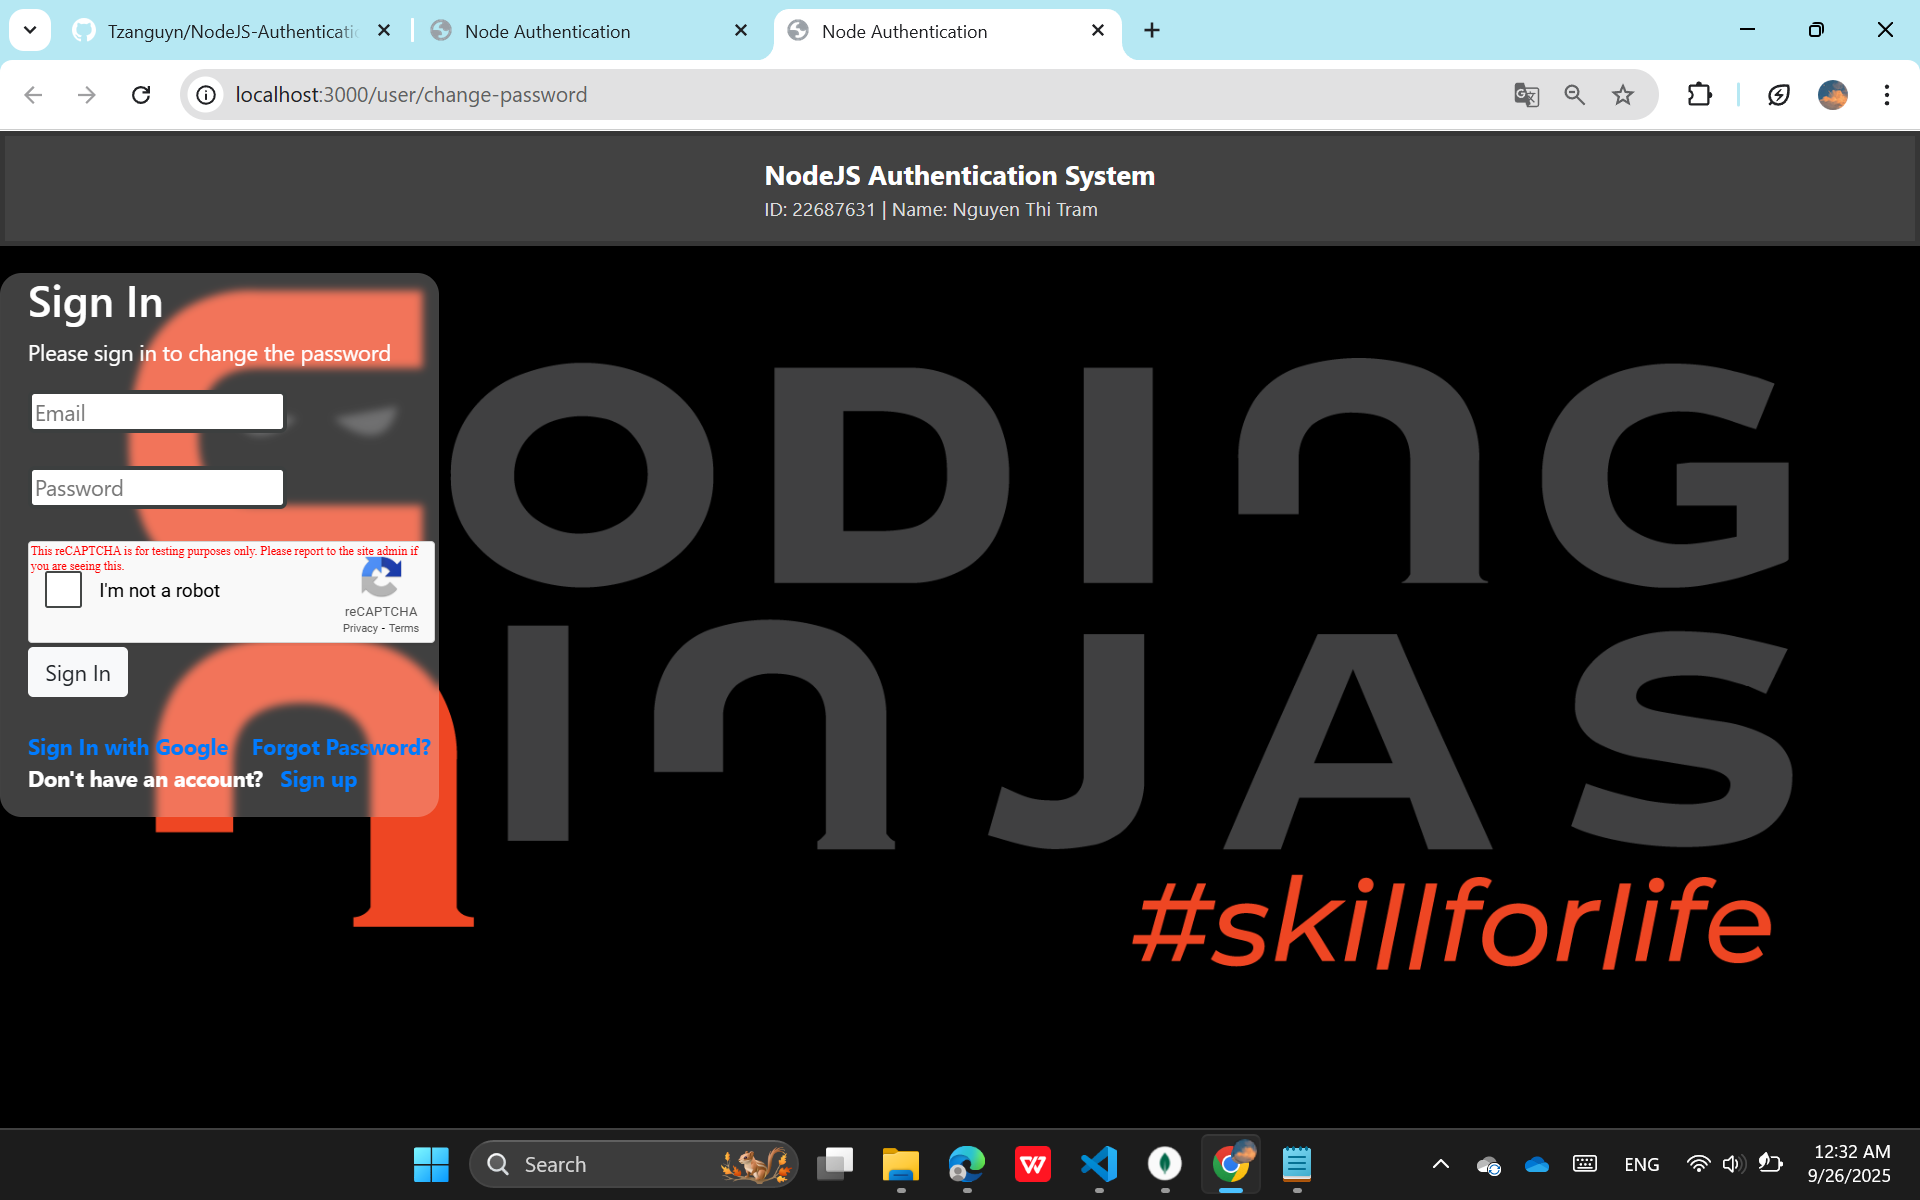 Tzanguyn/NodeJS-Authenticatio
Node Authentication
Node Authentication
localhost:3000/user/change-password
NodeJS Authentication System
ID: 22687631 | Name: Nguyen Thi Tram
Sign In
Please sign in to change the password
Email
Password
This reCAPTCHA is for testing purposes only. Please report to the site admin if
you are seeing this.
I'm not a robot
reCAPTCHA
Privacy - Terms
Sign In
Sign In with Google Forgot Password?
Don't have an account? Sign up
CODING
NINJAS
#skillforlife
Search
ENG
12:32 AM
9/26/2025